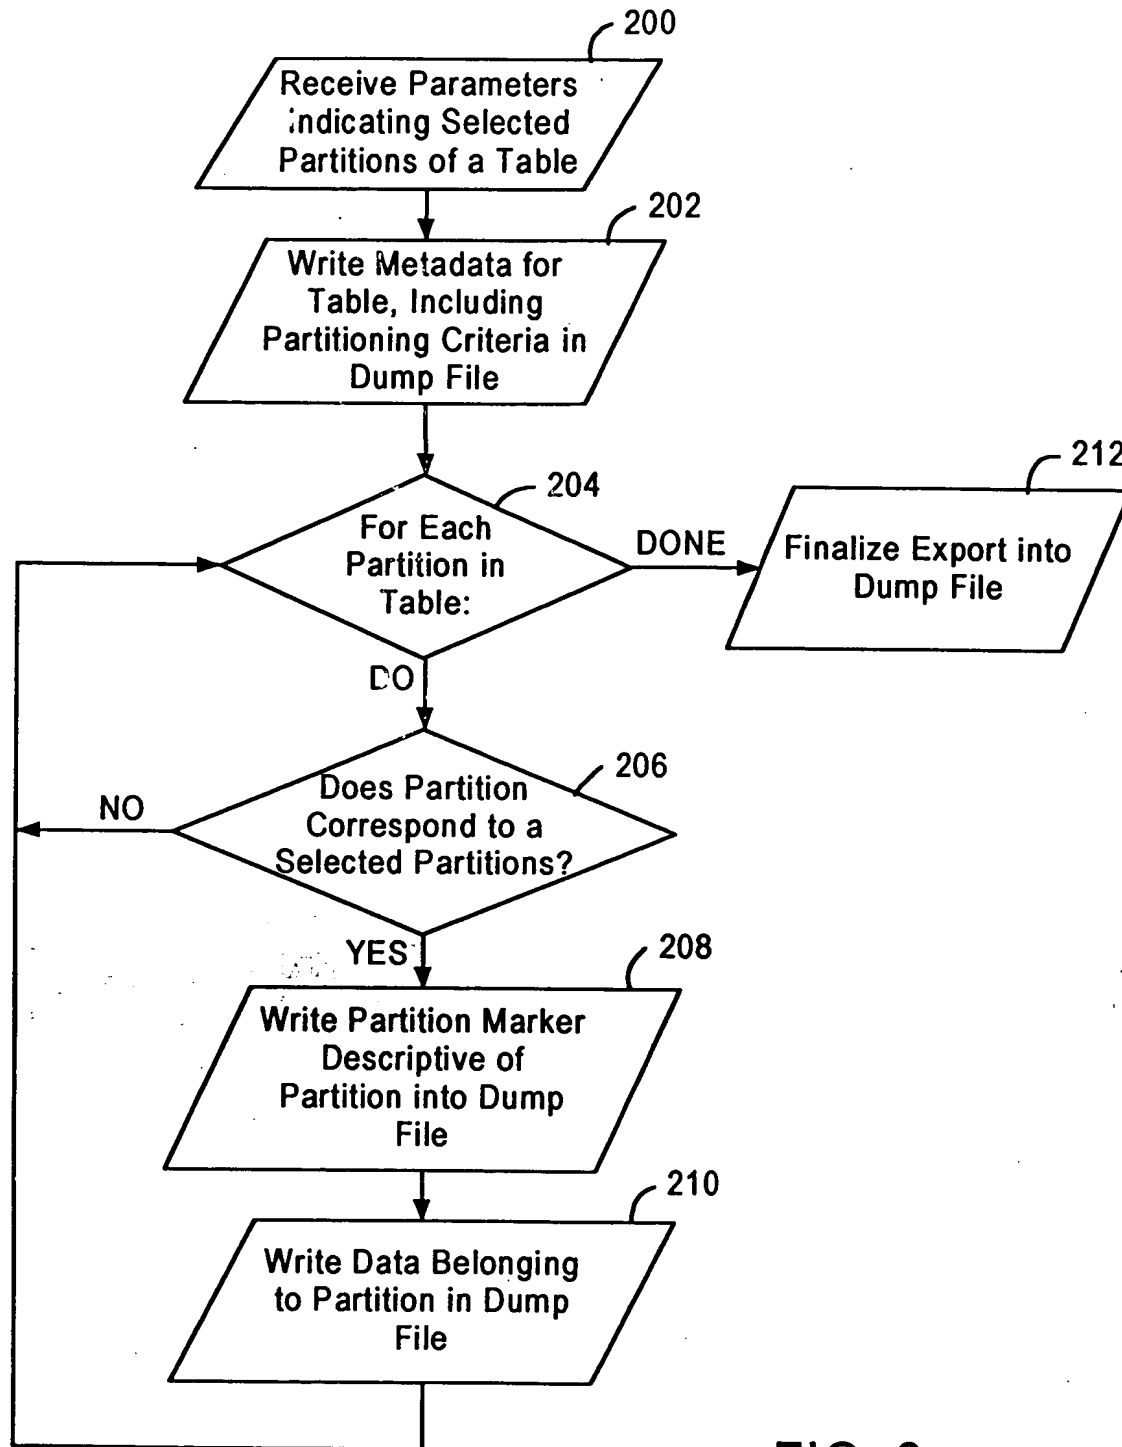 200
Receive Parameters
Indicating Selected
Partitions of a Table
202
Write Metadata for
Table, Including
Partitioning Criteria in
Dump File
204
For Each
Partition in
Table:
DONE
212
Finalize Export into
Dump File
DO
206
Does Partition
Correspond to a
Selected Partitions?
NO
YES
208
Write Partition Marker
Descriptive of
Partition into Dump
File
210
Write Data Belonging
to Partition in Dump
File